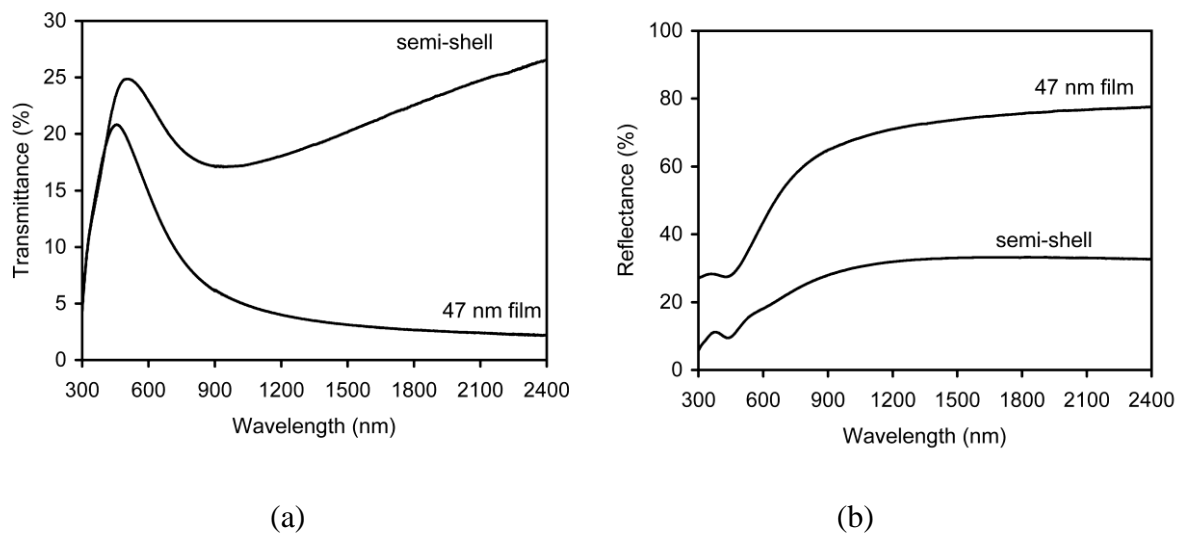 30
25
20
15
10
5
0
Transmittance (%)
semi-shell
47 nm film
300 600 900 1200 1500 1800 2100 2400
Wavelength (nm)
(a)
100
80
60
40
20
0
Reflectance (%)
47 nm film
semi-shell
300 600 900 1200 1500 1800 2100 2400
Wavelength (nm)
(b)